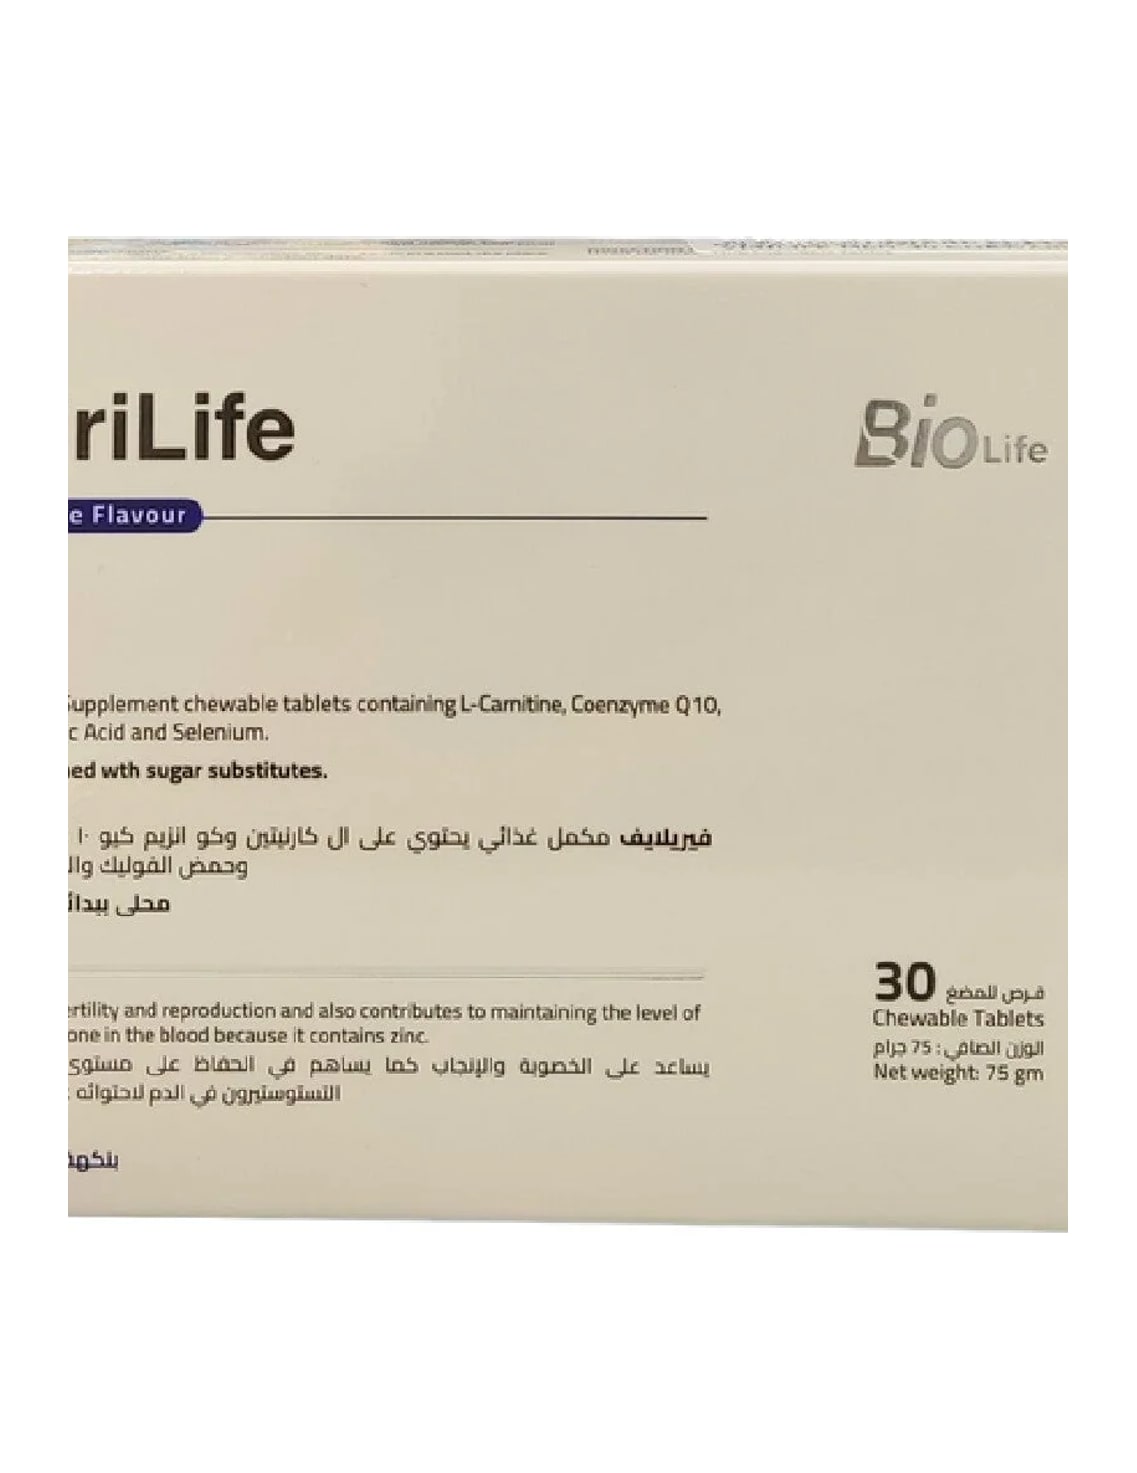 riLife
Bio Life
e Flavour
Supplement chewable tablets containing L-Carnitine, Coenzyme Q10,
c Acid and Selenium.
ed wth sugar substitutes.
فيريلايف مكمل غذائي يحتوي على ال كارنيتين وكو انزيم كيو ١٠
وحمض الفوليك وال
محلى ببدائ
rtility and reproduction and also contributes to maintaining the level of
one in the blood because it contains zinc.
يساعد على الخصوبة والإنجاب كما يساهم في الحفاظ على مستوى
التستوستيرون في الدم لاحتوائه
بنكهة
30 قرص للمضغ
Chewable Tablets
الوزن الصافي: 75 جرام
Net weight: 75 gm